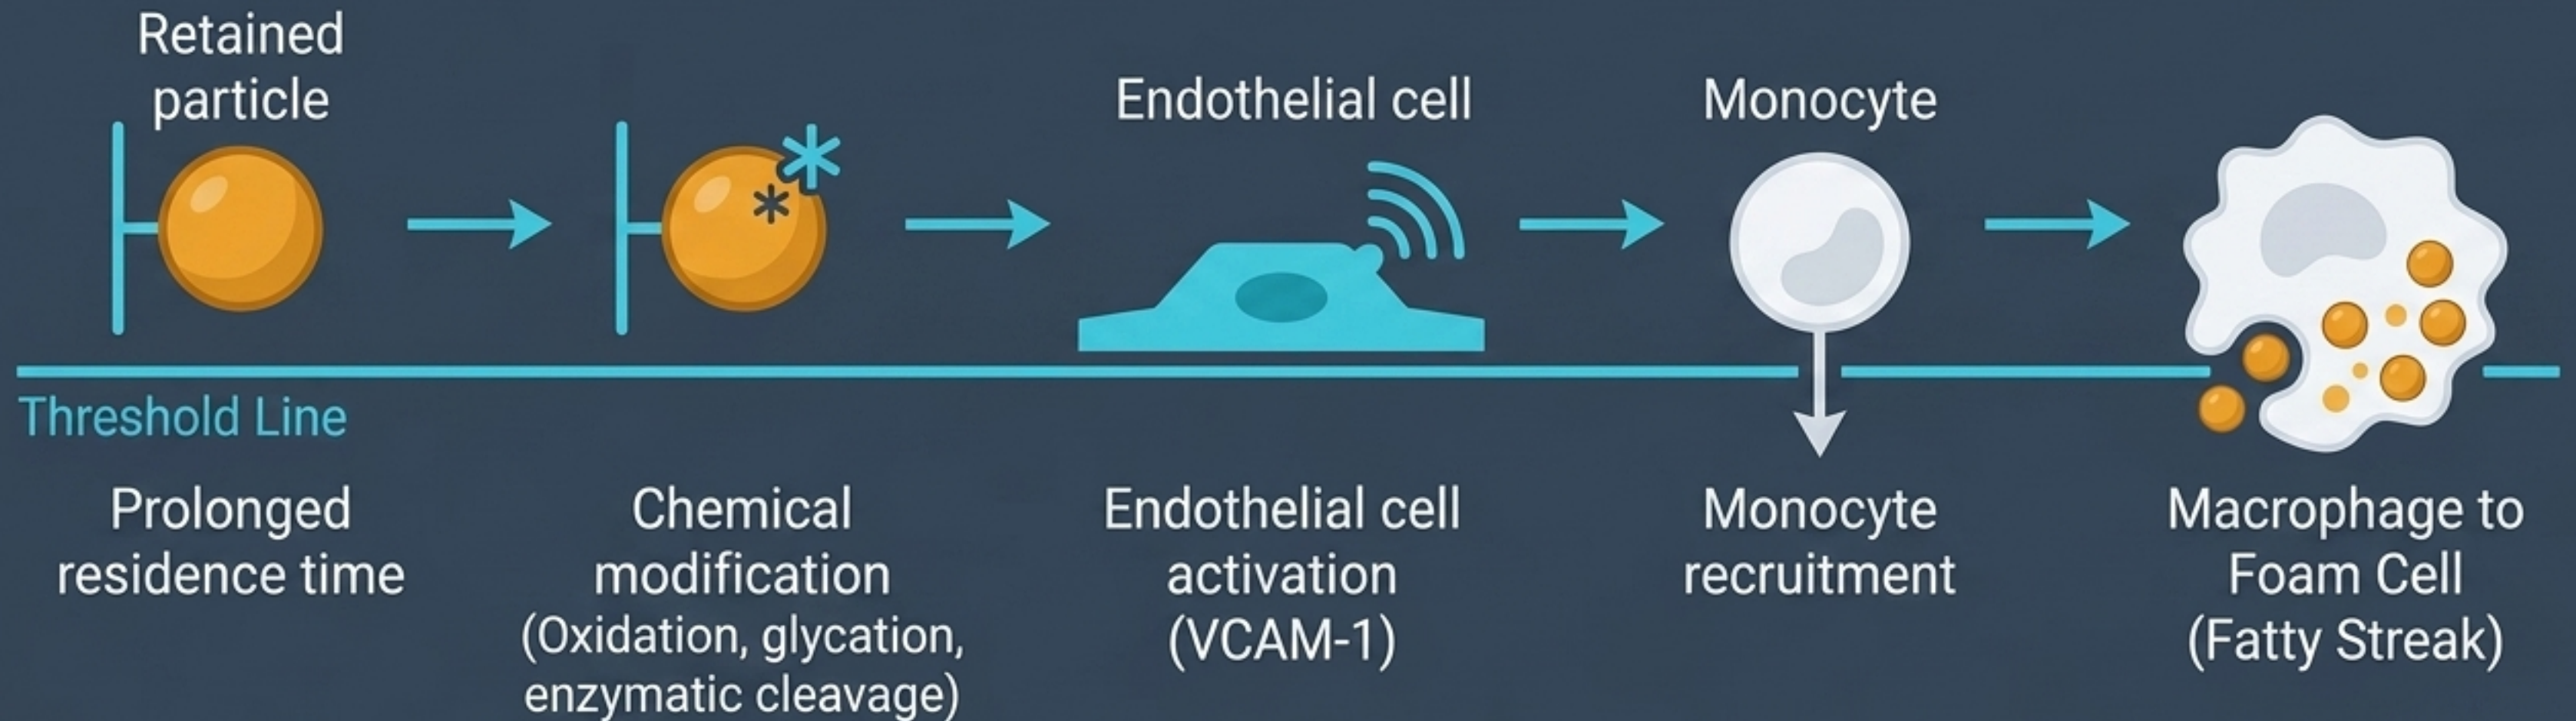 Retained
particle
Endothelial cell
Monocyte
Threshold Line
Prolonged
residence time
Chemical
modification
(Oxidation, glycation,
enzymatic cleavage)
Endothelial cell
activation
(VCAM-1)
Monocyte
recruitment
Macrophage to
Foam Cell
(Fatty Streak)